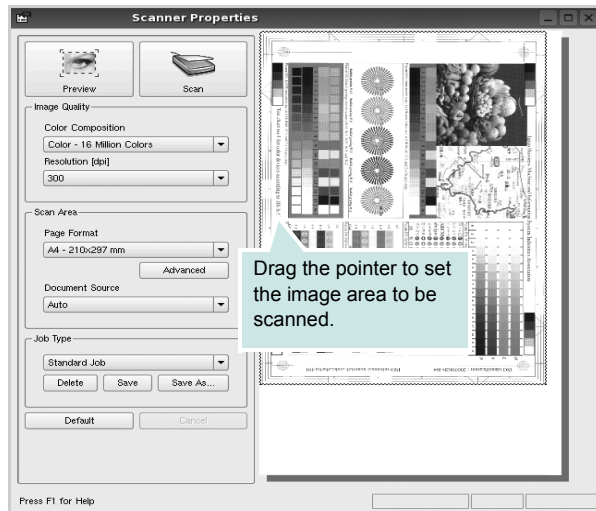 Scanner Properties
Preview
Scan
Image Quality
Color Composition
Color - 16 Million Colors
Resolution [dpi]
300
Scan Area
Page Format
A4 - 210x297 mm
Advanced
Document Source
Auto
Job Type
Standard Job
Delete
Save
Save As...
Default
Cancel
Drag the pointer to set
the image area to be
scanned.
Press F1 for Help